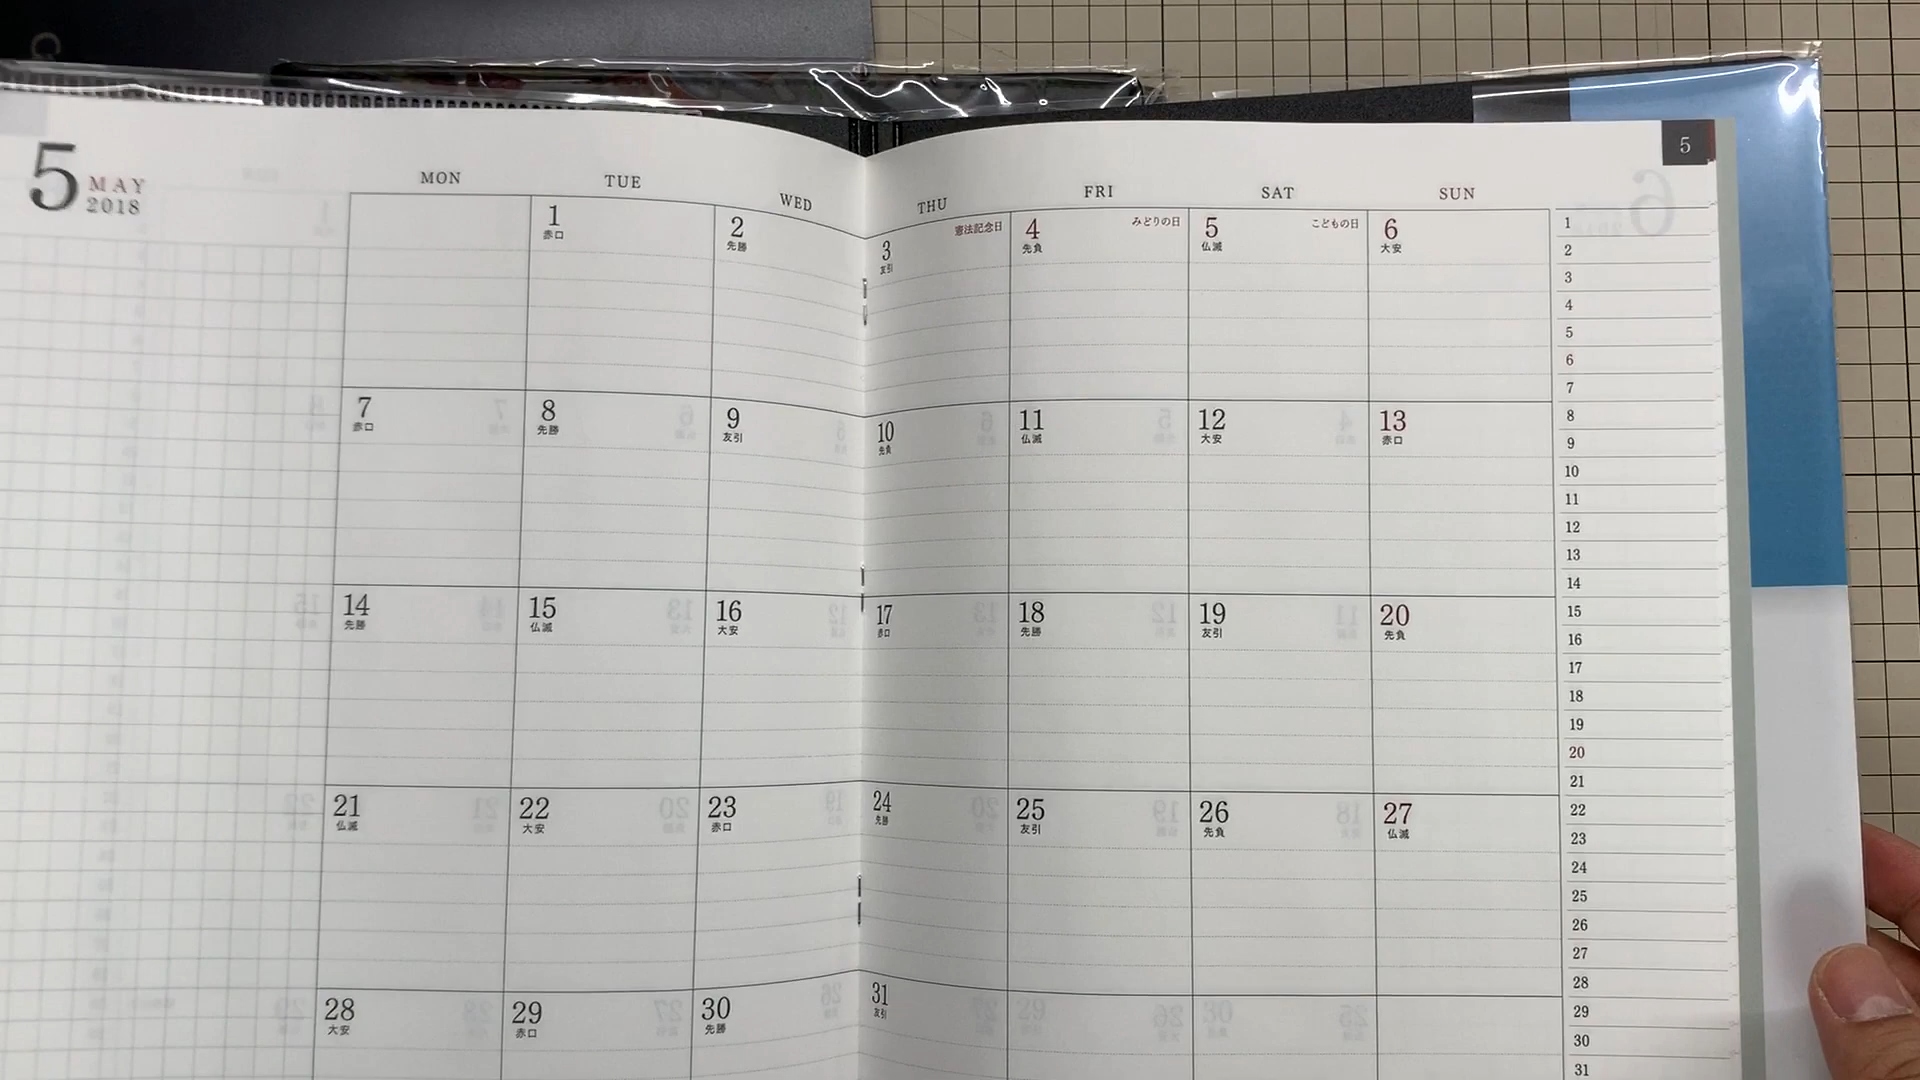 5 MAY
2018
MON TUE WED THU FRI SAT SUN
5
1
赤口
2
先勝
3 憲法記念日
友引
4 みどりの日
先負
5 こどもの日
仏滅
6
大安
7
赤口
8
先勝
9
友引
10
先負
11
仏滅
12
大安
13
赤口
14
先勝
15
仏滅
16
大安
17
赤口
18
先勝
19
友引
20
先負
21
仏滅
22
大安
23
赤口
24
先勝
25
友引
26
先負
27
仏滅
28
大安
29
赤口
30
先勝
31
友引
1
2
3
4
5
6
7
8
9
10
11
12
13
14
15
16
17
18
19
20
21
22
23
24
25
26
27
28
29
30
31